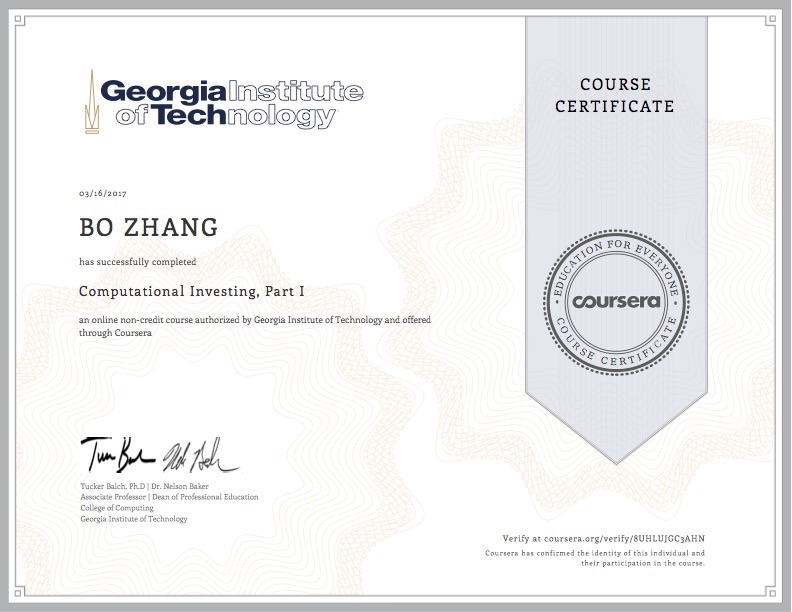 Georgia Institute
of Technology
COURSE
CERTIFICATE
03/16/2017
BO ZHANG
has successfully completed
Computational Investing, Part I
an online non-credit course authorized by Georgia Institute of Technology and offered
through Coursera
EDUCATION FOR EVERYONE
coursera
COURSE CERTIFICATE
Tucker Balch, Ph.D | Dr. Nelson Baker
Associate Professor | Dean of Professional Education
College of Computing
Georgia Institute of Technology
Verify at coursera.org/verify/8UHLUJGC3AHN
Coursera has confirmed the identity of this individual and
their participation in the course.